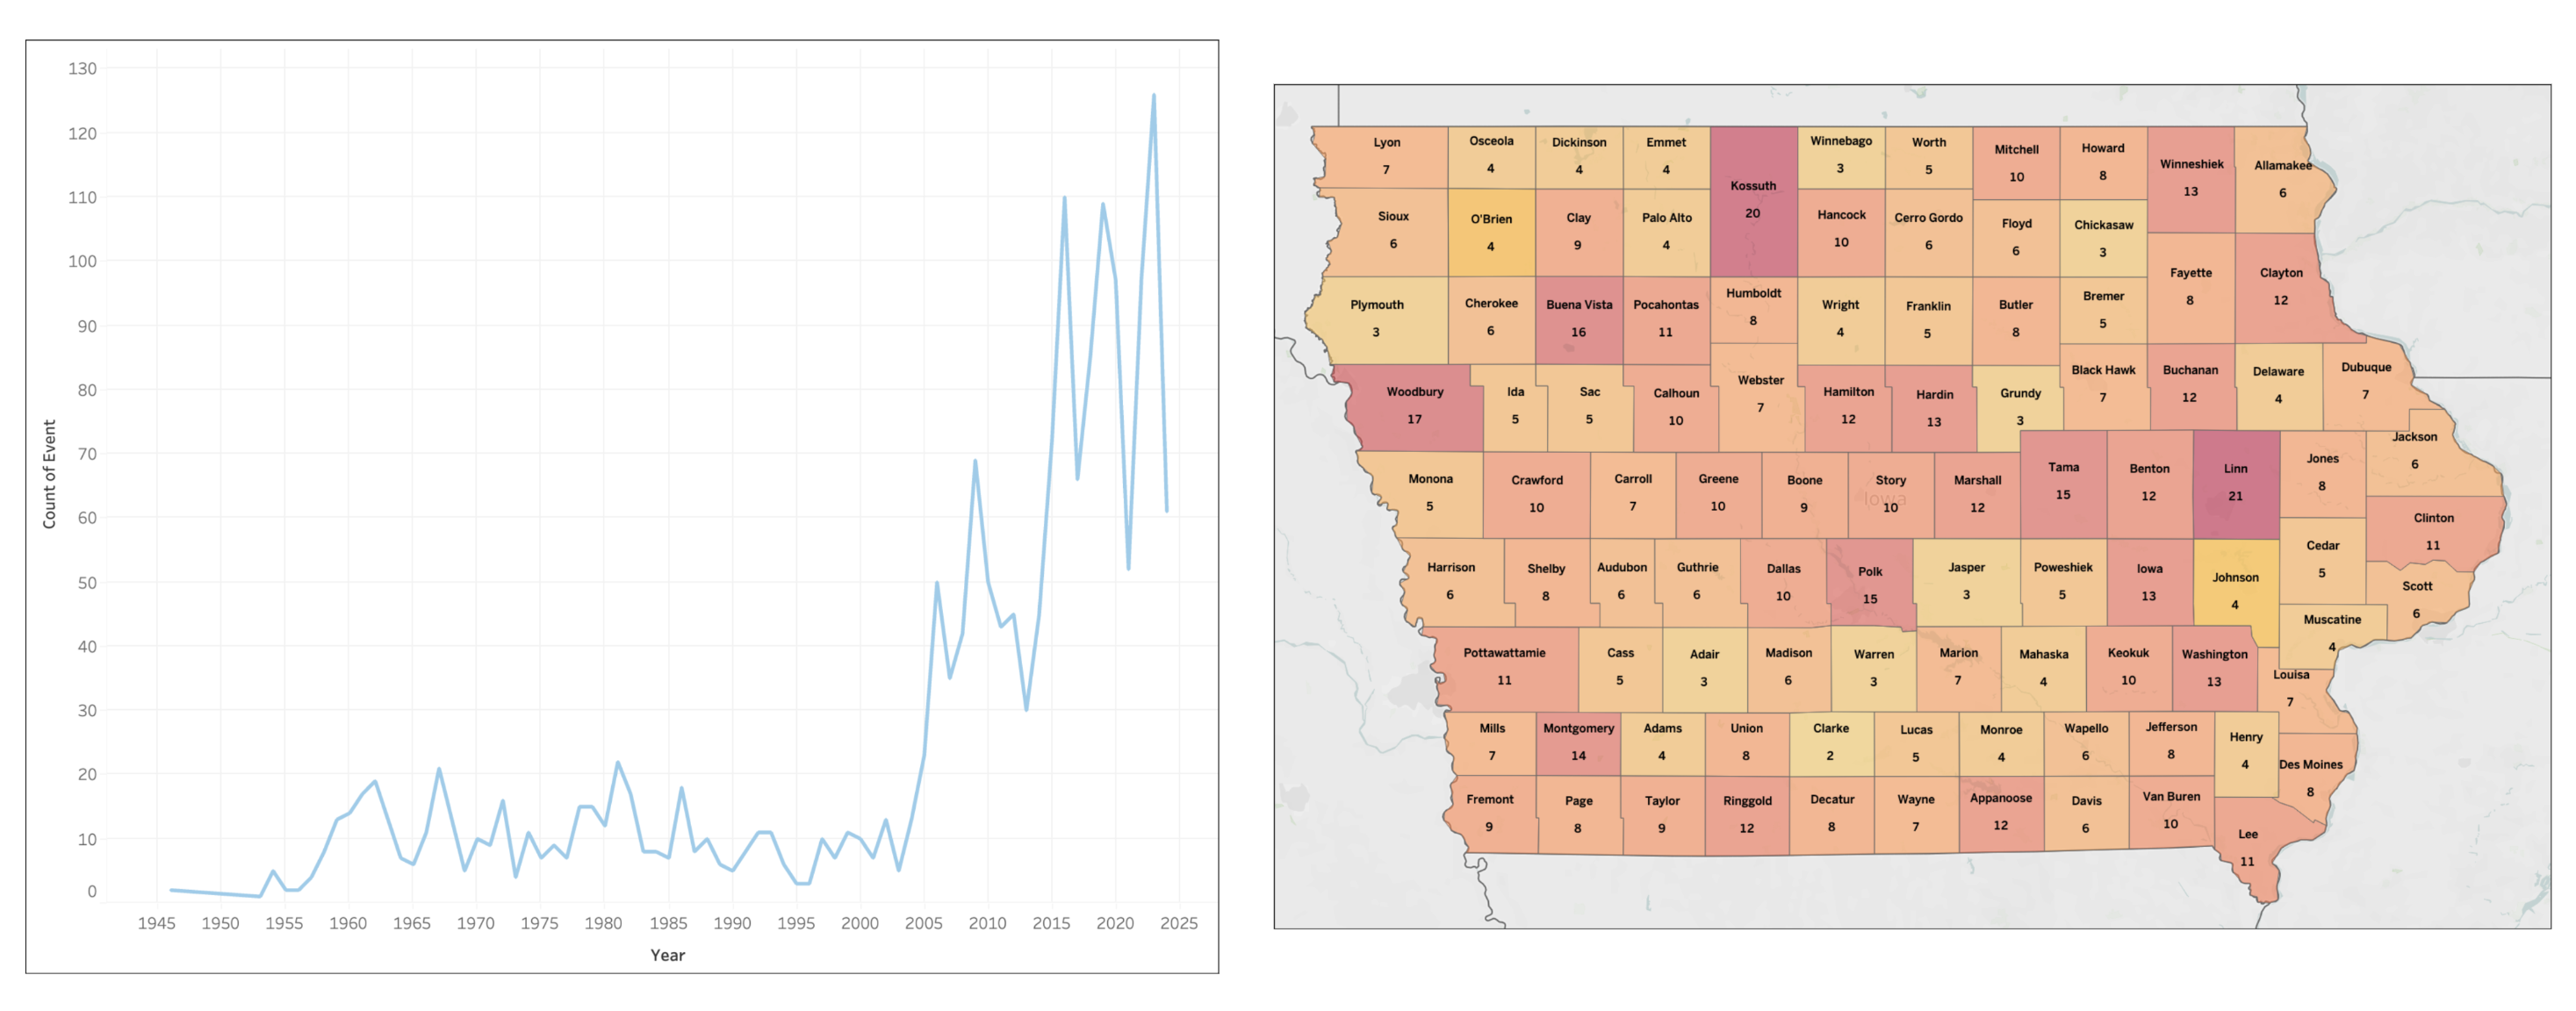 130
120
110
100
90
80
70
60
50
40
30
20
10
0
Count of Event
1945 1950 1955 1960 1965 1970 1975 1980 1985 1990 1995 2000 2005 2010 2015 2020 2025
Year
Lyon
7
Osceola
4
Dickinson
4
Emmet
4
Kossuth
20
Winnebago
3
Worth
5
Mitchell
10
Howard
8
Winneshiek
13
Allamakee
6
Sioux
6
O'Brien
4
Clay
9
Palo Alto
4
Hancock
10
Cerro Gordo
6
Floyd
6
Chickasaw
3
Fayette
8
Clayton
12
Plymouth
3
Cherokee
6
Buena Vista
16
Pocahontas
11
Humboldt
8
Wright
4
Franklin
5
Butler
8
Bremer
5
Woodbury
17
Ida
5
Sac
5
Calhoun
10
Webster
7
Hamilton
12
Hardin
13
Grundy
3
Black Hawk
7
Buchanan
12
Delaware
4
Dubuque
7
Jackson
6
Monona
5
Crawford
10
Carroll
7
Greene
10
Boone
9
Story
Iowa
10
Marshall
12
Tama
15
Benton
12
Linn
21
Jones
8
Clinton
11
Harrison
6
Shelby
8
Audubon
6
Guthrie
6
Dallas
10
Polk
15
Jasper
3
Poweshiek
5
Iowa
13
Johnson
4
Cedar
5
Scott
6
Muscatine
4
Pottawattamie
11
Cass
5
Adair
3
Madison
6
Warren
3
Marion
7
Mahaska
4
Keokuk
10
Washington
13
Louisa
7
Mills
7
Montgomery
14
Adams
4
Union
8
Clarke
2
Lucas
5
Monroe
4
Wapello
6
Jefferson
8
Henry
4
Des Moines
8
Fremont
9
Page
8
Taylor
9
Ringgold
12
Decatur
8
Wayne
7
Appanoose
12
Davis
6
Van Buren
10
Lee
11